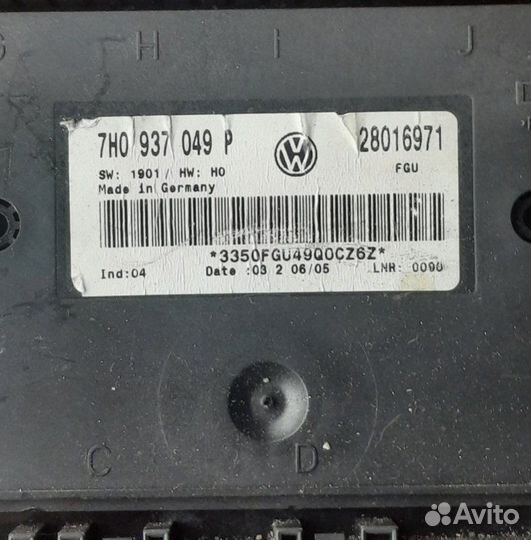 G H I J
7H0 937 049 P VW 28016971
SW: 1901 HW: H0 FGU
Made in Germany
*3350FGU49Q0CZ6Z*
Ind:04 Date :03 2 06/05 LNR: 0090
C D
Avito